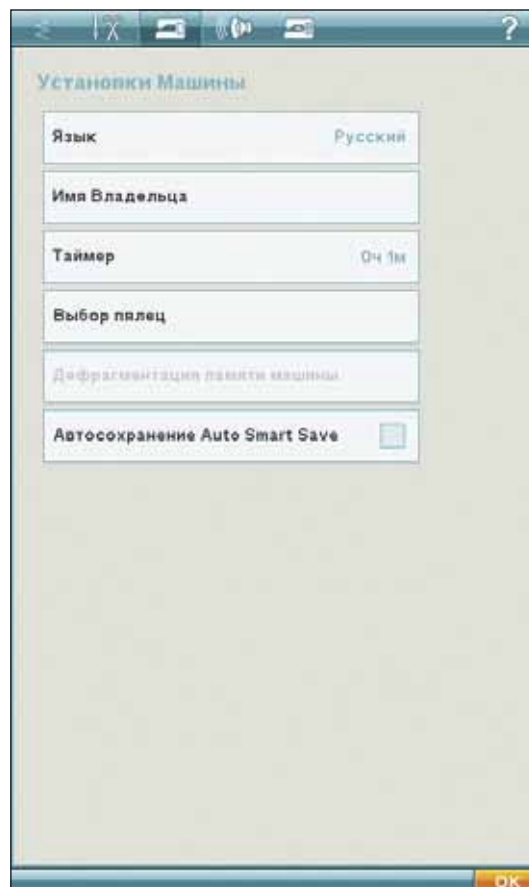 ?
Установки Машины
Язык Русский
Имя Владельца
Таймер 0ч 1м
Выбор пялец
Дефрагментация памяти машины
Автосохранение Auto Smart Save
OK